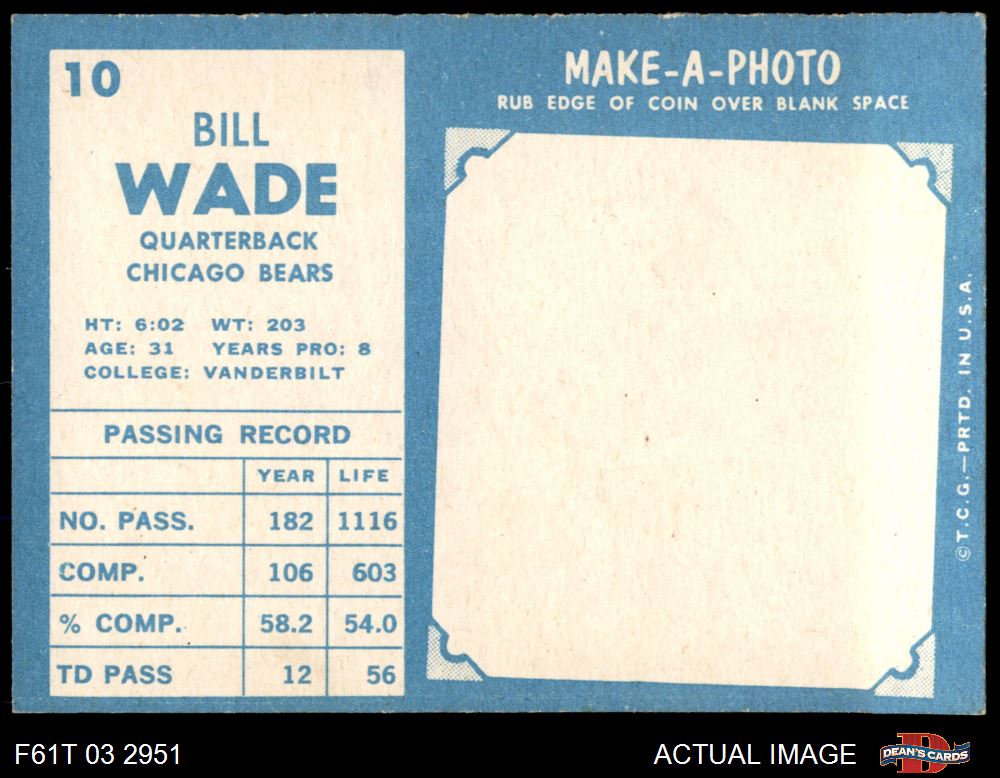 10
BILL
WADE
QUARTERBACK
CHICAGO BEARS
HT: 6:02 WT: 203
AGE: 31 YEARS PRO: 8
COLLEGE: VANDERBILT
PASSING RECORD
YEAR LIFE
NO. PASS. 182 1116
COMP. 106 603
% COMP. 58.2 54.0
TD PASS 12 56
MAKE-A-PHOTO
RUB EDGE OF COIN OVER BLANK SPACE
© T.C.G.—PRTD. IN U.S.A.
F61T 03 2951
ACTUAL IMAGE
D
DEAN'S CARDS